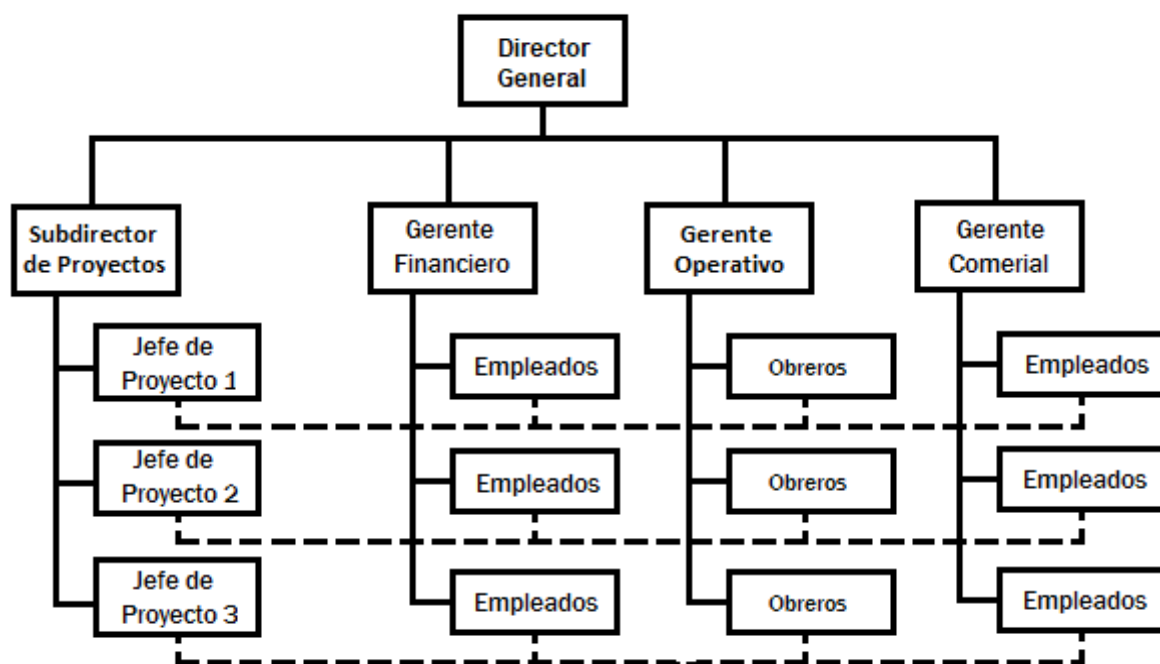 Director
General
Subdirector
de Proyectos
Gerente
Financiero
Gerente
Operativo
Gerente
Comerial
Jefe de
Proyecto 1
Empleados
Obreros
Empleados
Jefe de
Proyecto 2
Empleados
Obreros
Empleados
Jefe de
Proyecto 3
Empleados
Obreros
Empleados